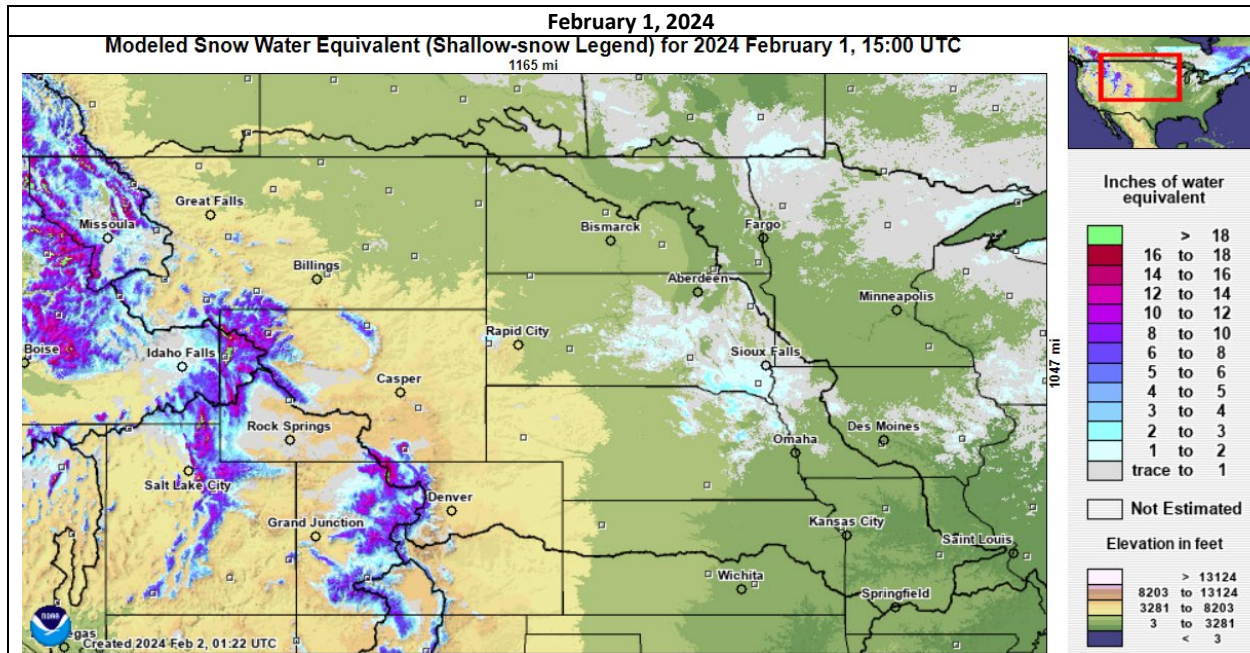 February 1, 2024
Modeled Snow Water Equivalent (Shallow-snow Legend) for 2024 February 1, 15:00 UTC
1165 mi
Great Falls
Missoula
Bismarck
Fargo
Billings
Aberdeen
Minneapolis
Rapid City
Boise
Idaho Falls
Sioux Falls
Casper
Rock Springs
Des Moines
Omaha
Salt Lake City
Denver
Grand Junction
Kansas City
Saint Louis
Wichita
Springfield
NOAA
egas
Created 2024 Feb 2, 01:22 UTC
1047 mi
Inches of water
equivalent
> 18
16 to 18
14 to 16
12 to 14
10 to 12
8 to 10
6 to 8
5 to 6
4 to 5
3 to 4
2 to 3
1 to 2
trace to 1
Not Estimated
Elevation in feet
> 13124
8203 to 13124
3281 to 8203
3 to 3281
< 3